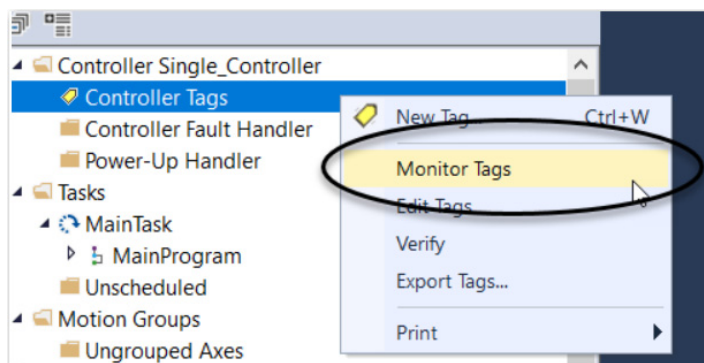 Controller Single_Controller
Controller Tags
Controller Fault Handler
Power-Up Handler
Tasks
MainTask
MainProgram
Unscheduled
Motion Groups
Ungrouped Axes
New Tag... Ctrl+W
Monitor Tags
Edit Tags
Verify
Export Tags...
Print